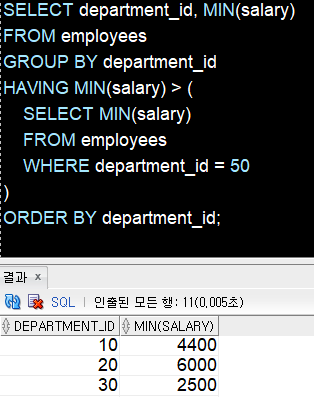 SELECT department_id, MIN(salary)
FROM employees
GROUP BY department_id
HAVING MIN(salary) > (
SELECT MIN(salary)
FROM employees
WHERE department_id = 50
)
ORDER BY department_id;
결과 x
SQL | 인출된 모든 행: 11(0,005초)
DEPARTMENT_ID MIN(SALARY)
10 4400
20 6000
30 2500